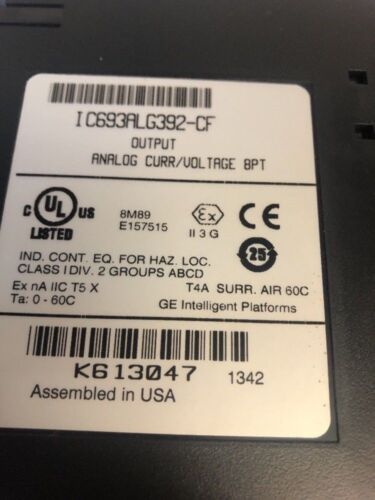 IC693ALG392-CF
OUTPUT
ANALOG CURR/VOLTAGE 8PT
C UL US
LISTED
8M89
E157515
Ex
II 3 G
CE
25
IND. CONT. EQ. FOR HAZ. LOC.
CLASS I DIV. 2 GROUPS ABCD
Ex nA IIC T5 X
T4A SURR. AIR 60C
Ta: 0 - 60C
GE Intelligent Platforms
K613047
1342
Assembled in USA